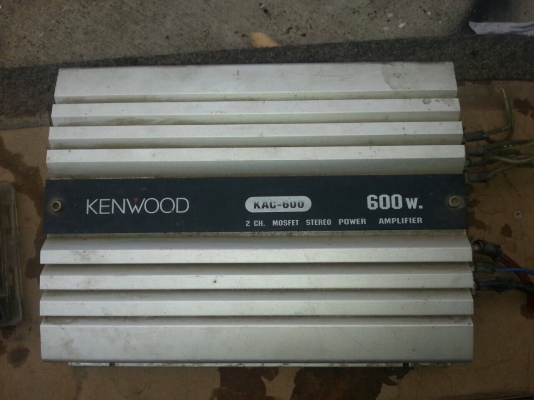 KENWOOD KAC-600 600 W.
2 CH. MOSFET STEREO POWER AMPLIFIER